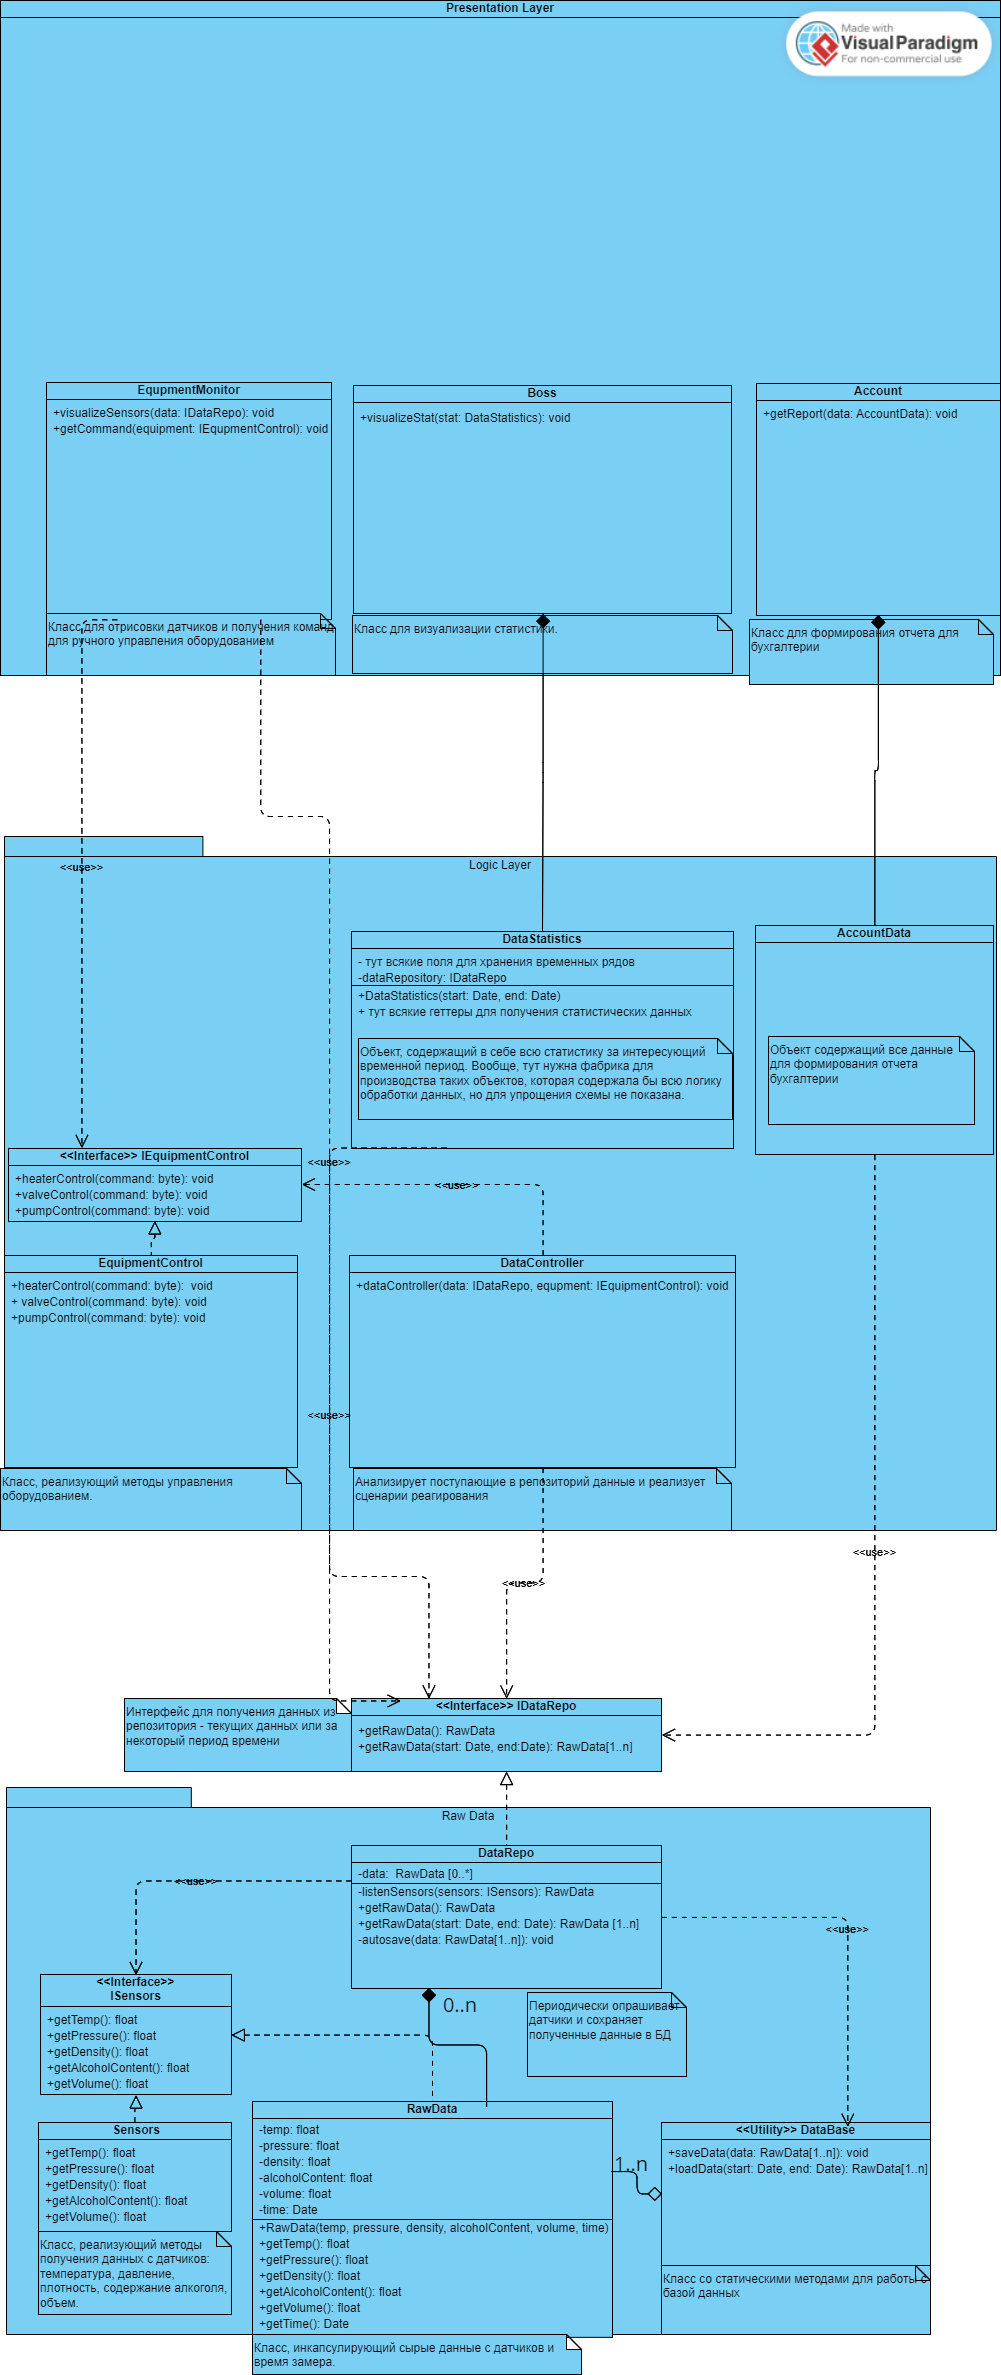 Presentation Layer
Made with
VisualParadigm
For non-commercial use
EqupmentMonitor
+visualizeSensors(data: IDataRepo): void
+getCommand(equipment: IEqupmentControl): void
Класс для отрисовки датчиков и получения команд
для ручного управления оборудованием
Boss
+visualizeStat(stat: DataStatistics): void
Класс для визуализации статистики.
Account
+getReport(data: AccountData): void
Класс для формирования отчета для
бухгалтерии
Logic Layer
<<use>>
DataStatistics
- тут всякие поля для хранения временных рядов
-dataRepository: IDataRepo
+DataStatistics(start: Date, end: Date)
+ тут всякие геттеры для получения статистических данных
Объект, содержащий в себе всю статистику за интересующий
временной период. Вообще, тут нужна фабрика для
производства таких объектов, которая содержала бы всю логику
обработки данных, но для упрощения схемы не показана.
AccountData
Объект содержащий все данные
для формирования отчета
бухгалтерии
<<Interface>> IEquipmentControl
+heaterControl(command: byte): void
+valveControl(command: byte): void
+pumpControl(command: byte): void
<<use>>
<<use>>
EquipmentControl
+heaterControl(command: byte):  void
+ valveControl(command: byte): void
+pumpControl(command: byte): void
Класс, реализующий методы управления
оборудованием.
DataController
+dataController(data: IDataRepo, equpment: IEquipmentControl): void
<<use>>
Анализирует поступающие в репозиторий данные и реализует
сценарии реагирования
<<use>>
<<use>>
Интерфейс для получения данных из
репозитория - текущих данных или за
некоторый период времени
<<Interface>> IDataRepo
+getRawData(): RawData
+getRawData(start: Date, end:Date): RawData[1..n]
Raw Data
DataRepo
-data:  RawData [0..*]
-listenSensors(sensors: ISensors): RawData
+getRawData(): RawData
+getRawData(start: Date, end: Date): RawData [1..n]
-autosave(data: RawData[1..n]): void
<<use>>
<<use>>
<<Interface>>
ISensors
+getTemp(): float
+getPressure(): float
+getDensity(): float
+getAlcoholContent(): float
+getVolume(): float
0..n
Периодически опрашивает
датчики и сохраняет
полученные данные в БД
Sensors
+getTemp(): float
+getPressure(): float
+getDensity(): float
+getAlcoholContent(): float
+getVolume(): float
Класс, реализующий методы
получения данных с датчиков:
температура, давление,
плотность, содержание алкоголя,
объем.
RawData
-temp: float
-pressure: float
-density: float
-alcoholContent: float
-volume: float
-time: Date
+RawData(temp, pressure, density, alcoholContent, volume, time)
+getTemp(): float
+getPressure(): float
+getDensity(): float
+getAlcoholContent(): float
+getVolume(): float
+getTime(): Date
Класс, инкапсулирующий сырые данные с датчиков и
время замера.
1..n
<<Utility>> DataBase
+saveData(data: RawData[1..n]): void
+loadData(start: Date, end: Date): RawData[1..n]
Класс со статическими методами для работы с
базой данных